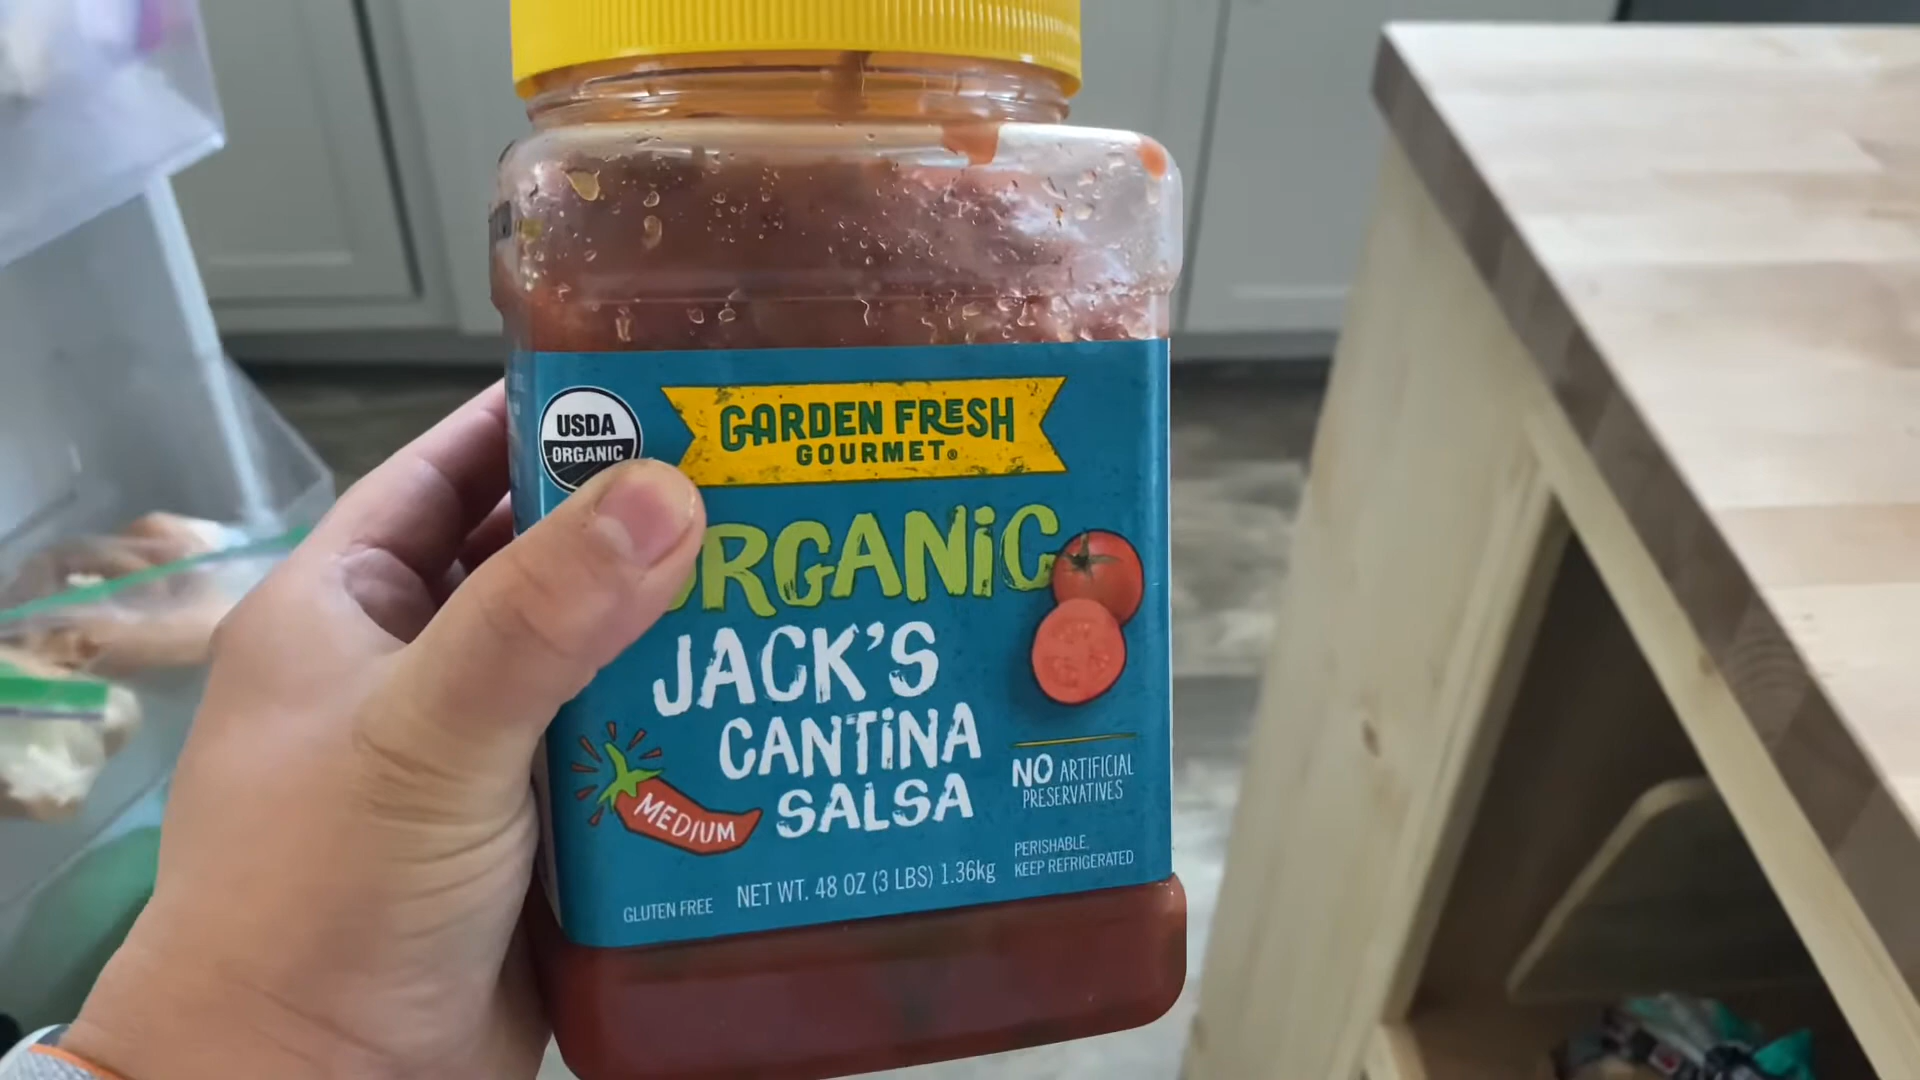 USDA
ORGANIC
GARDEN FRESH
GOURMET®
ORGANIC
JACK'S
CANTINA
SALSA
MEDIUM
NO ARTIFICIAL
PRESERVATIVES
PERISHABLE,
KEEP REFRIGERATED
GLUTEN FREE
NET WT. 48 OZ (3 LBS) 1.36kg